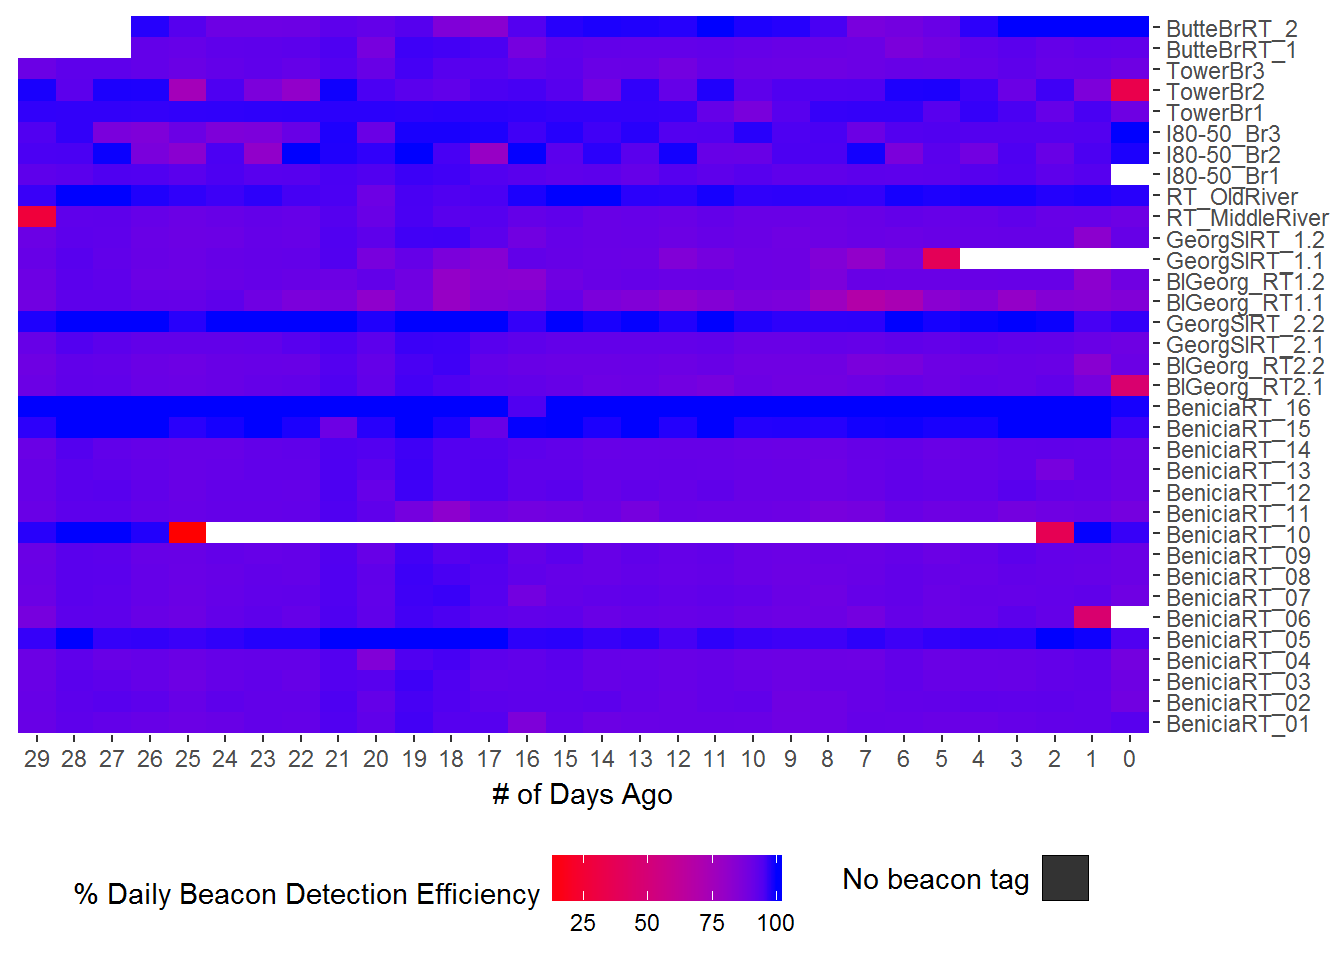 ButteBrRT_2
ButteBrRT_1
TowerBr3
TowerBr2
TowerBr1
I80-50_Br3
I80-50_Br2
I80-50_Br1
RT_OldRiver
RT_MiddleRiver
GeorgSlRT_1.2
GeorgSlRT_1.1
BlGeorg_RT1.2
BlGeorg_RT1.1
GeorgSlRT_2.2
GeorgSlRT_2.1
BlGeorg_RT2.2
BlGeorg_RT2.1
BeniciaRT_16
BeniciaRT_15
BeniciaRT_14
BeniciaRT_13
BeniciaRT_12
BeniciaRT_11
BeniciaRT_10
BeniciaRT_09
BeniciaRT_08
BeniciaRT_07
BeniciaRT_06
BeniciaRT_05
BeniciaRT_04
BeniciaRT_03
BeniciaRT_02
BeniciaRT_01
29 28 27 26 25 24 23 22 21 20 19 18 17 16 15 14 13 12 11 10 9 8 7 6 5 4 3 2 1 0
# of Days Ago
% Daily Beacon Detection Efficiency
25 50 75 100
No beacon tag